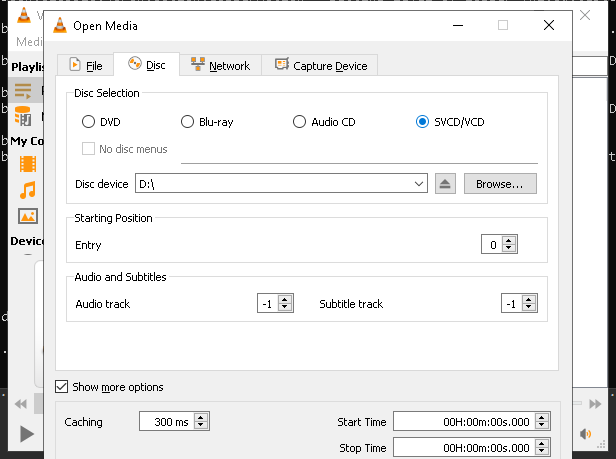 Open Media
Medi
File
Disc
Network
Capture Device
Playlis
Disc Selection
DVD
Blu-ray
Audio CD
SVCD/VCD
No disc menus
My Co
Disc device
D:\
Browse...
Starting Position
Entry
0
Device
Audio and Subtitles
Audio track
-1
Subtitle track
-1
Show more options
Caching
300 ms
Start Time
00H:00m:00s.000
Stop Time
00H:00m:00s.000